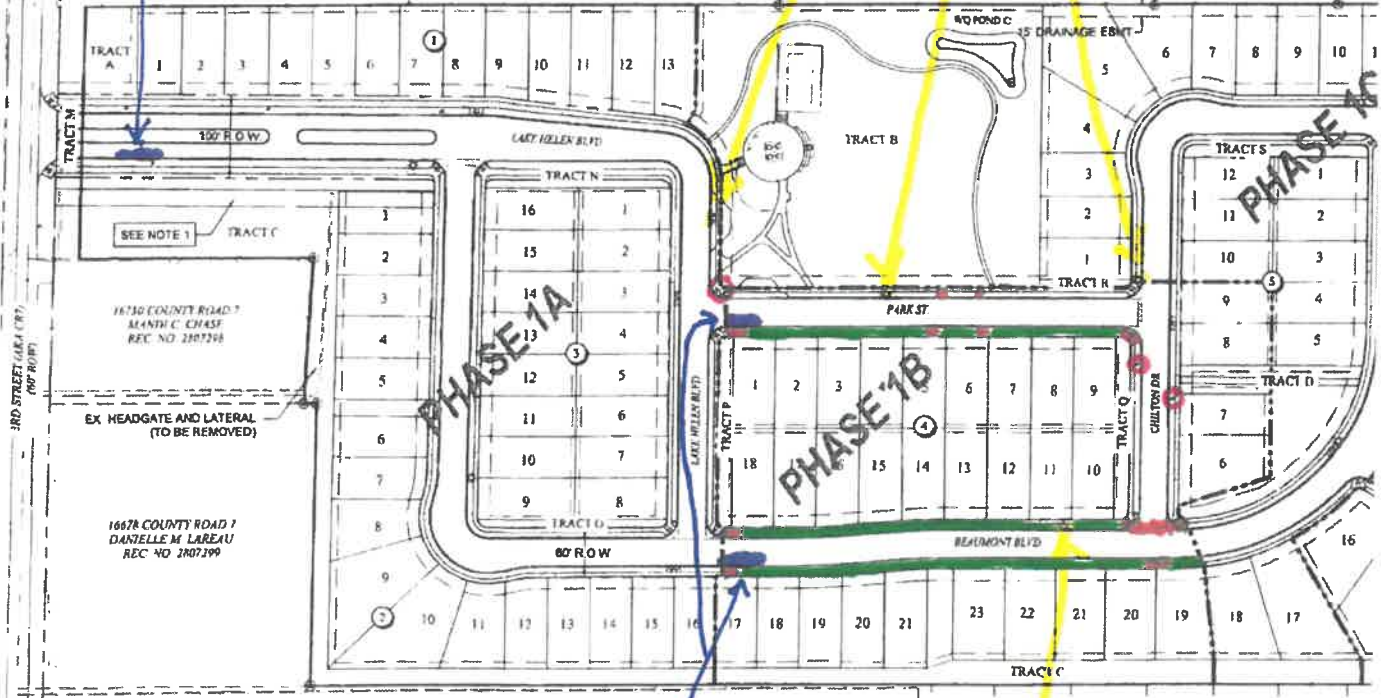 TRACT
A
1 2 3 4 5 6 7 8 9 10 11 12 13
1
WQ POND C
15' DRAINAGE ESMT
5 6 7 8 9 10 1
4
3
2
1
TRACT M
100' R.O.W
LAKE HELEN BLVD
TRACT B
TRACT S
PHASE 1C
SEE NOTE 1
TRACT C
TRACT N
16 1
15 2
14 3
13 4
12 5
11 6
10 7
9 8
3
TRACT O
PHASE 1A
1
2
3
4
6
7
8
9
2
10 11 12 13 14 15 16 17 18 19 20 21 23 22 21 20 19 18 17
16
12 1
11 2
10 3
9 4
8 5
5
TRACT D
7
6
TRACT R
PARK ST.
1 2 3 6 7 8 9
4
18 15 14 13 12 11 10
PHASE 1B
TRACT P
TRACT Q
CHILTON DR
LAKE HELEN BLVD
BEAUMONT BLVD
60' R.O.W
TRACT C
3RD STREET
(60' ROW)
16750 COUNTY ROAD 7
C. CHASE
REC. NO. 2807298
EX HEADGATE AND LATERAL
(TO BE REMOVED)
16678 COUNTY ROAD 7
DANIELLE M LAREAU
REC NO 2807299